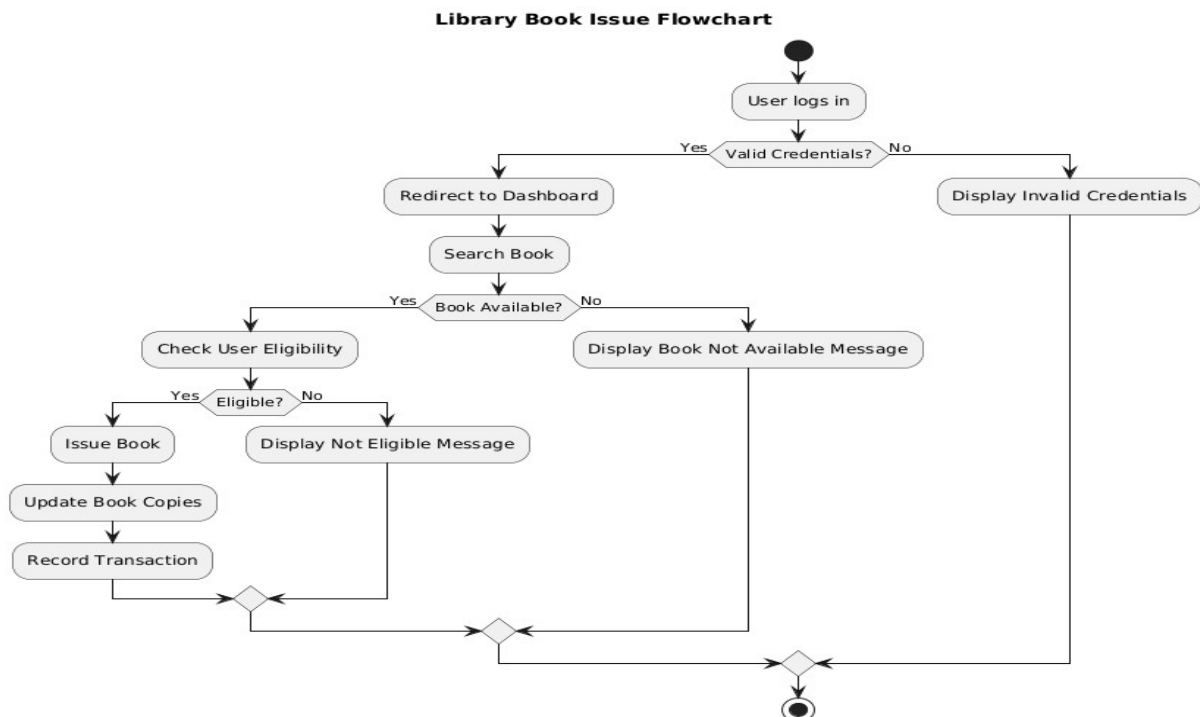 Library Book Issue Flowchart
User logs in
Yes
Valid Credentials?
No
Redirect to Dashboard
Display Invalid Credentials
Search Book
Yes
Book Available?
No
Check User Eligibility
Display Book Not Available Message
Yes
Eligible?
No
Issue Book
Display Not Eligible Message
Update Book Copies
Record Transaction